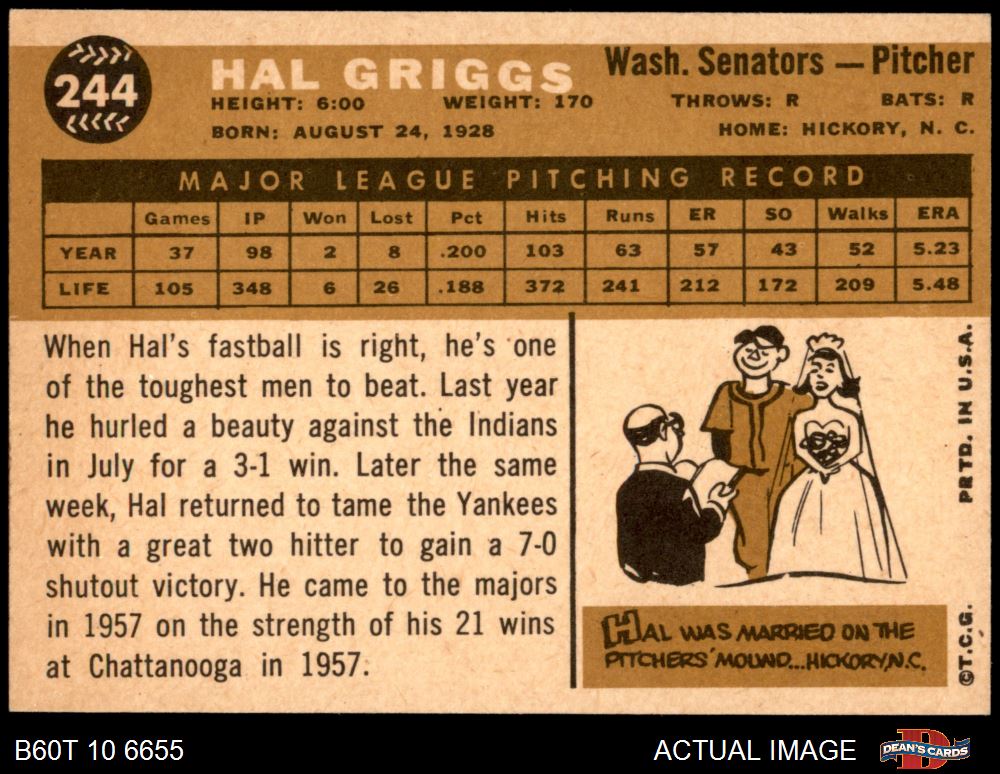 244
HAL GRIGGS
Wash. Senators — Pitcher
HEIGHT: 6:00 WEIGHT: 170 THROWS: R BATS: R
BORN: AUGUST 24, 1928 HOME: HICKORY, N. C.
MAJOR LEAGUE PITCHING RECORD
Games IP Won Lost Pct Hits Runs ER SO Walks ERA
YEAR 37 98 2 8 .200 103 63 57 43 52 5.23
LIFE 105 348 6 26 .188 372 241 212 172 209 5.48
When Hal's fastball is right, he's one
of the toughest men to beat. Last year
he hurled a beauty against the Indians
in July for a 3-1 win. Later the same
week, Hal returned to tame the Yankees
with a great two hitter to gain a 7-0
shutout victory. He came to the majors
in 1957 on the strength of his 21 wins
at Chattanooga in 1957.
HAL WAS MARRIED ON THE
PITCHERS' MOUND...HICKORY,N.C.
©T.C.G. PRTD. IN U.S.A.
B60T 10 6655
ACTUAL IMAGE
DEAN'S CARDS